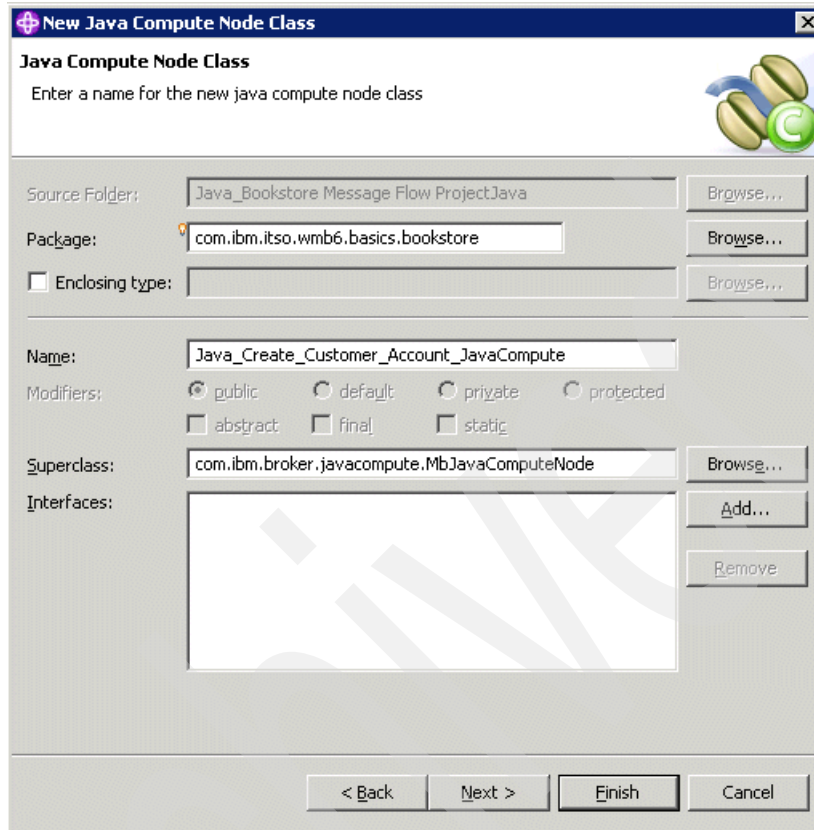 New Java Compute Node Class
Java Compute Node Class
Enter a name for the new java compute node class
Source Folder: Java_Bookstore Message Flow ProjectJava Browse...
Package: com.ibm.itso.wmb6.basics.bookstore Browse...
Enclosing type: Browse...
Name: Java_Create_Customer_Account_JavaCompute
Modifiers: public default private protected
abstract final static
Superclass: com.ibm.broker.javacompute.MbJavaComputeNode Browse...
Interfaces: Add...
Remove
< Back Next > Finish Cancel